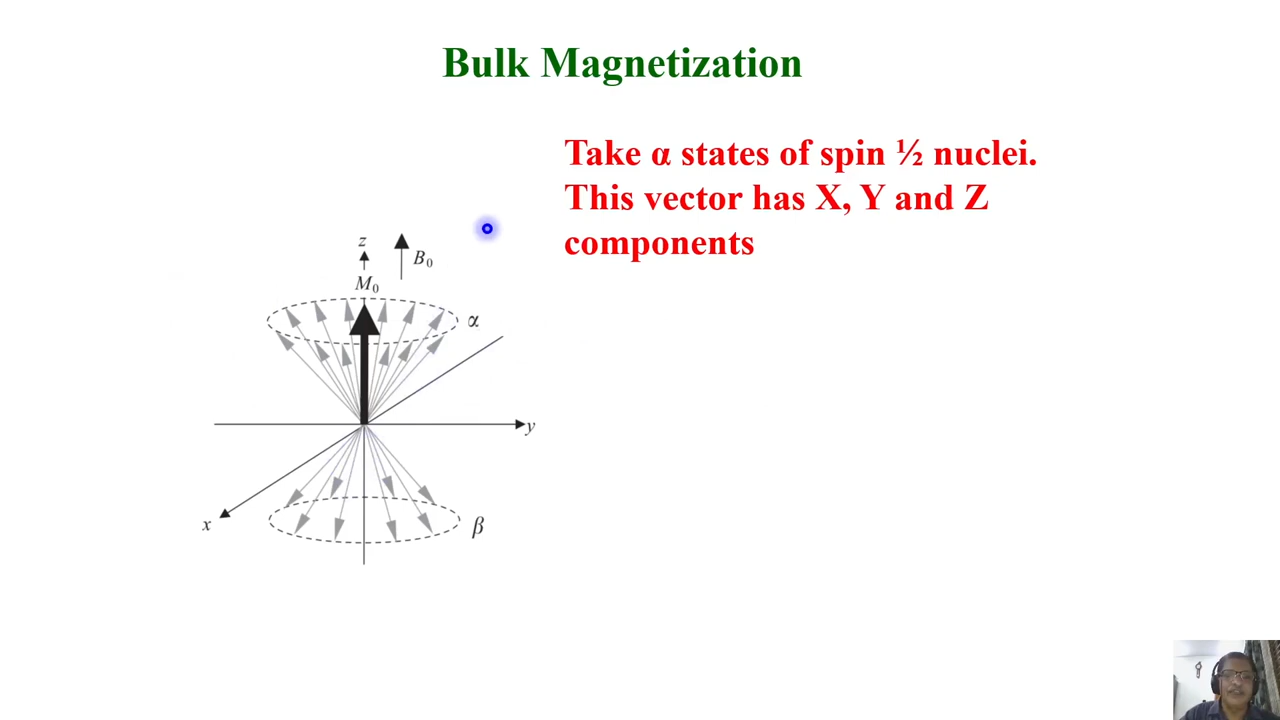 Bulk Magnetization
Take α states of spin ½ nuclei.
This vector has X, Y and Z
components
z
B₀
M₀
α
y
x
β